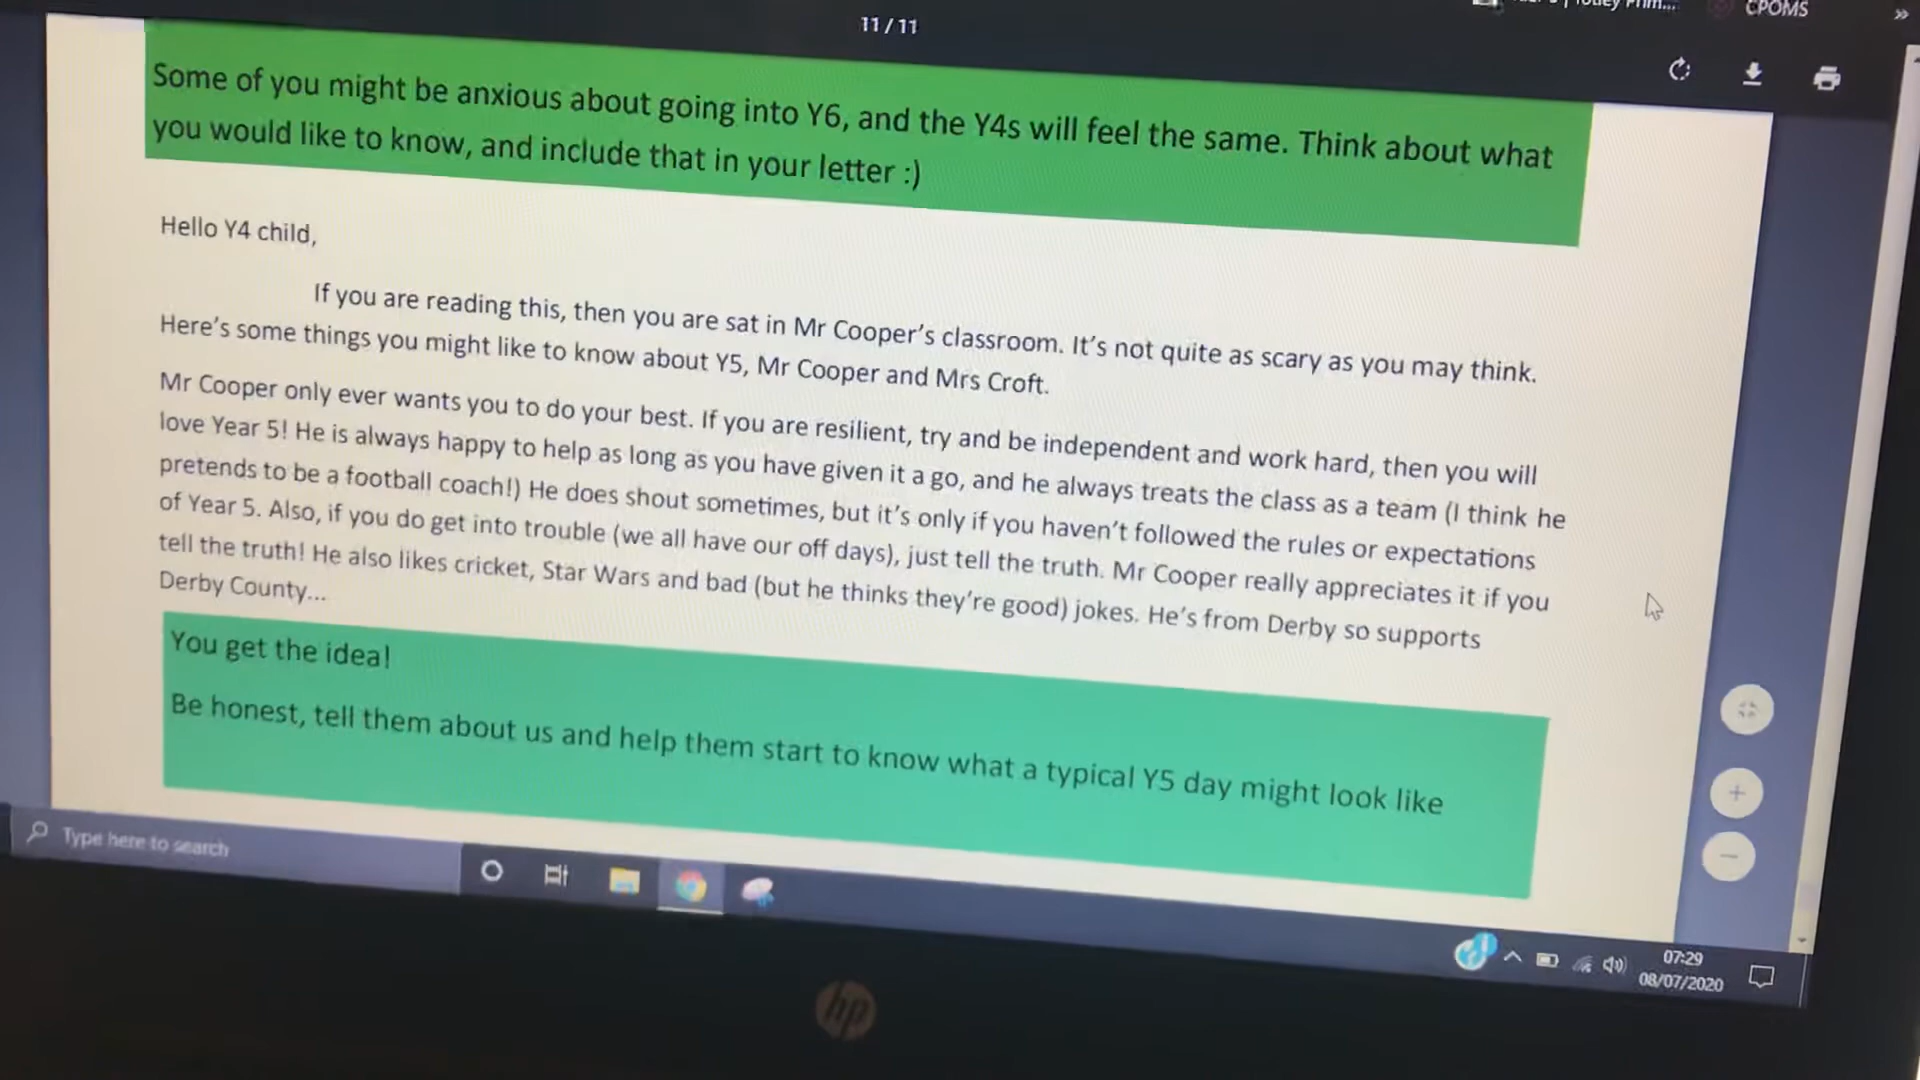 11 / 11
CPOMS
»
Some of you might be anxious about going into Y6, and the Y4s will feel the same. Think about what
you would like to know, and include that in your letter :)
Hello Y4 child,
If you are reading this, then you are sat in Mr Cooper's classroom. It's not quite as scary as you may think.
Here's some things you might like to know about Y5, Mr Cooper and Mrs Croft.
Mr Cooper only ever wants you to do your best. If you are resilient, try and be independent and work hard, then you will
love Year 5! He is always happy to help as long as you have given it a go, and he always treats the class as a team (I think he
pretends to be a football coach!) He does shout sometimes, but it's only if you haven't followed the rules or expectations
of Year 5. Also, if you do get into trouble (we all have our off days), just tell the truth. Mr Cooper really appreciates it if you
tell the truth! He also likes cricket, Star Wars and bad (but he thinks they're good) jokes. He's from Derby so supports
Derby County...
You get the idea!
Be honest, tell them about us and help them start to know what a typical Y5 day might look like
Type here to search
07:29
08/07/2020
hp